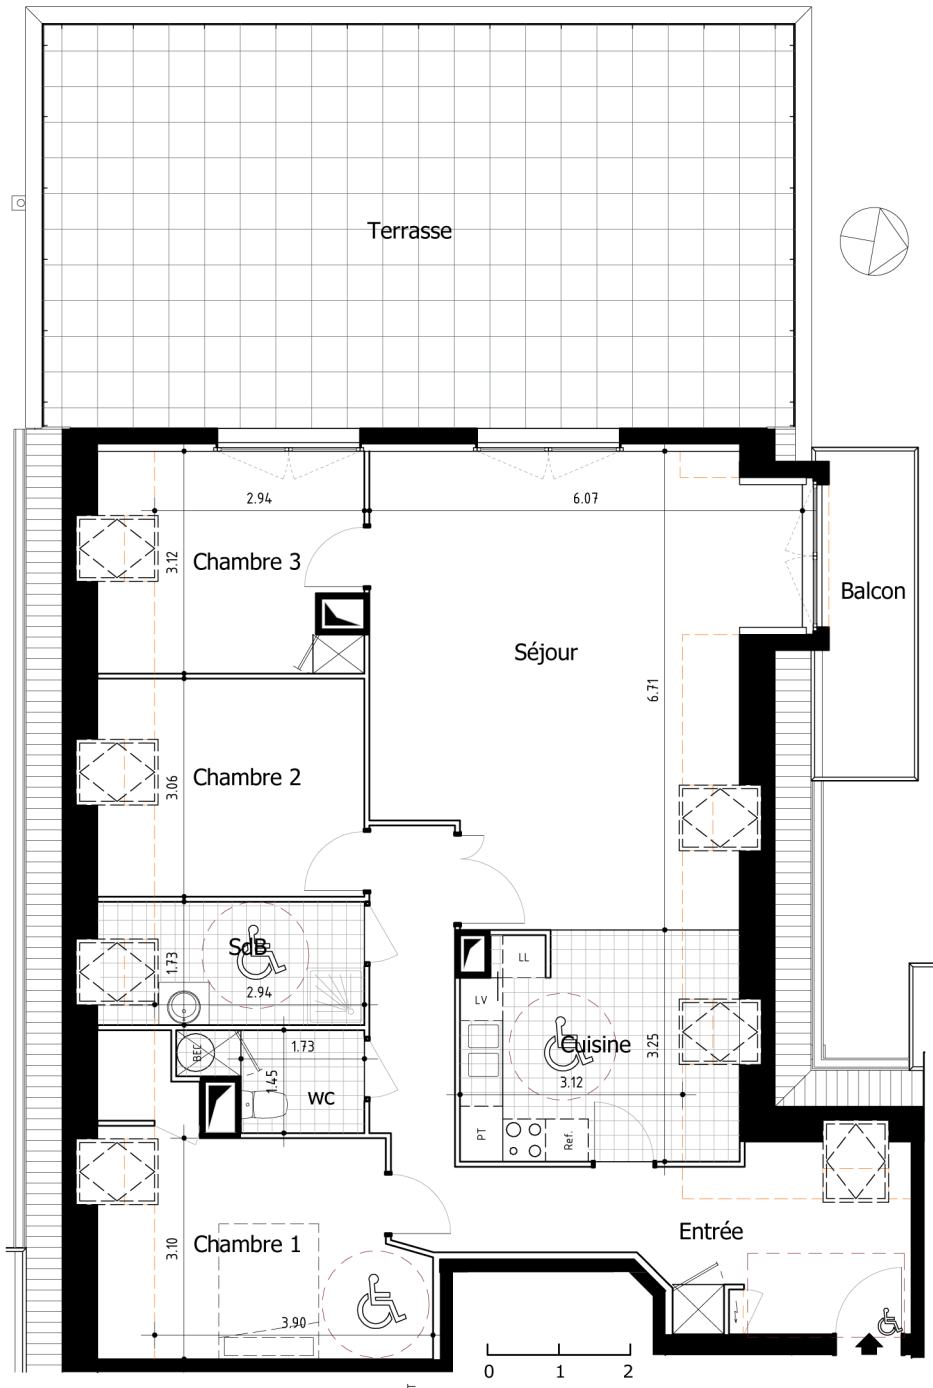 Terrasse
2.94
6.07
3.12
Chambre 3
Balcon
Séjour
6.71
3.06
Chambre 2
SdB
1.73
2.94
LL
LV
BEC
1.73
1.45
wc
Cuisine
3.25
3.12
PT
Ref.
3.10
Chambre 1
Entrée
3.90
0 1 2